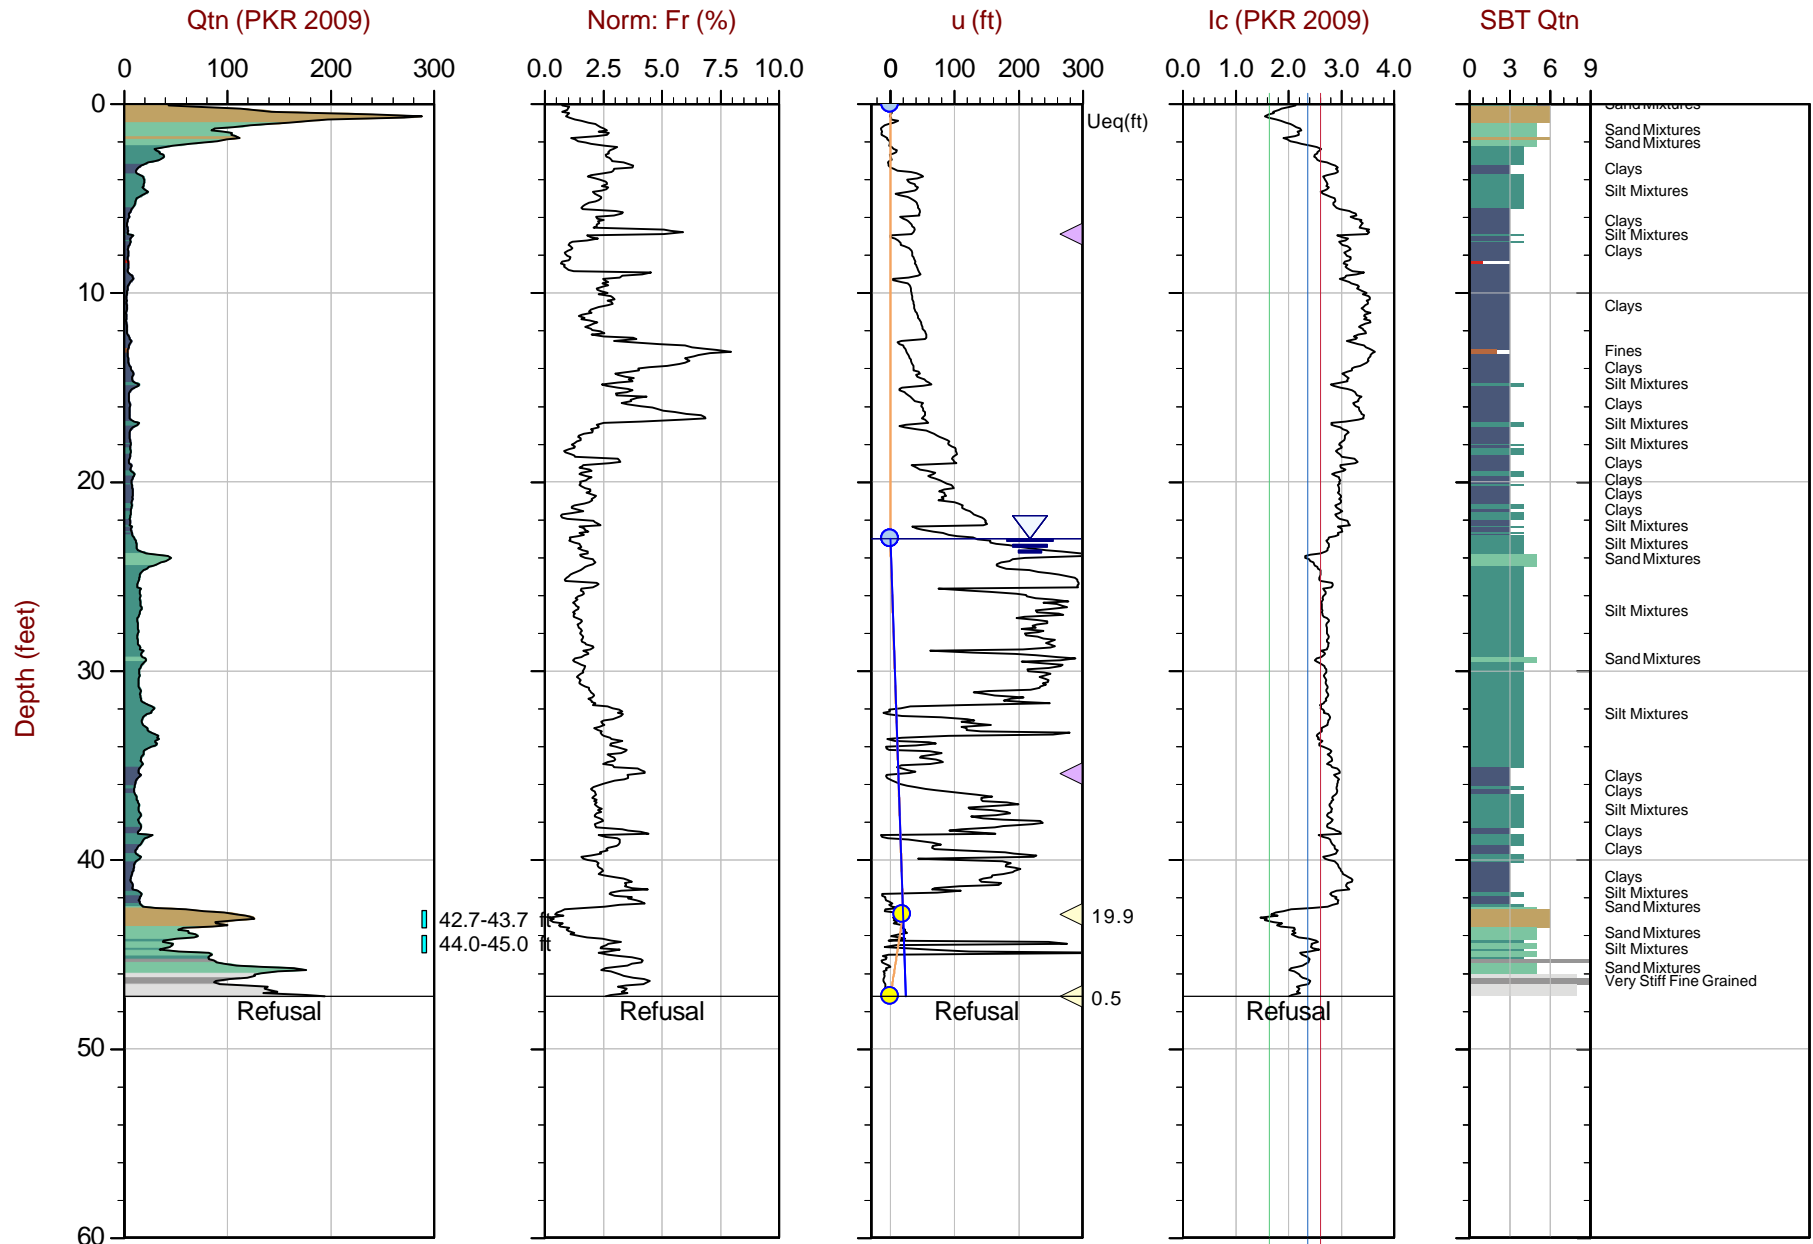 Qtn (PKR 2009)
Norm: Fr (%)
u (ft)
Ic (PKR 2009)
SBT Qtn
0 100 200 300
0.0 2.5 5.0 7.5 10.0
0 100 200 300
0.0 1.0 2.0 3.0 4.0
0 3 6 9
Depth (feet)
0
10
20
30
40
50
60
Ueq(ft)
Sand Mixtures
Sand Mixtures
Sand Mixtures
Clays
Silt Mixtures
Clays
Silt Mixtures
Clays
Clays
Fines
Clays
Silt Mixtures
Clays
Silt Mixtures
Silt Mixtures
Clays
Clays
Clays
Clays
Silt Mixtures
Silt Mixtures
Sand Mixtures
Silt Mixtures
Sand Mixtures
Silt Mixtures
Clays
Clays
Silt Mixtures
Clays
Clays
Clays
Silt Mixtures
Sand Mixtures
Sand Mixtures
Silt Mixtures
Sand Mixtures
Very Stiff Fine Grained
42.7-43.7 ft
44.0-45.0 ft
19.9
0.5
Refusal
Refusal
Refusal
Refusal